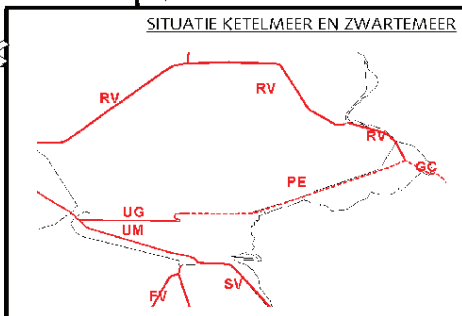 SITUATIE KETELMEER EN ZWARTEMEER
RV
RV
RV
GC
PE
UG
UM
FV
SV